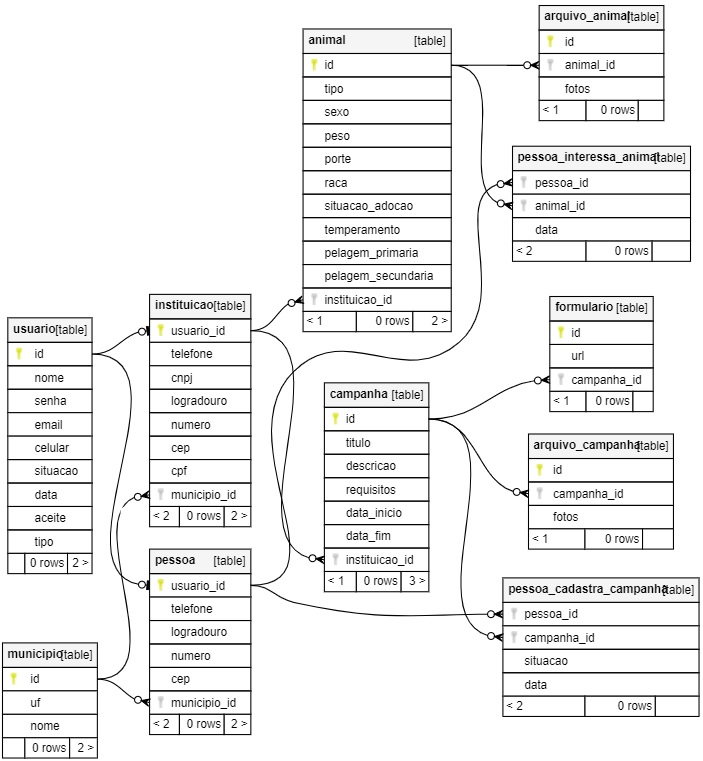 usuario[table]
id
nome
senha
email
celular
situacao
data
aceite
tipo
0 rows 2 >
municipio[table]
id
uf
nome
0 rows 2 >
instituicao[table]
usuario_id
telefone
cnpj
logradouro
numero
cep
cpf
municipio_id
< 2 0 rows 2 >
pessoa [table]
usuario_id
telefone
logradouro
numero
cep
municipio_id
< 2 0 rows 2 >
animal [table]
id
tipo
sexo
peso
porte
raca
situacao_adocao
temperamento
pelagem_primaria
pelagem_secundaria
instituicao_id
< 1 0 rows 2 >
campanha [table]
id
titulo
descricao
requisitos
data_inicio
data_fim
instituicao_id
< 1 0 rows 3 >
arquivo_animal[table]
id
animal_id
fotos
< 1 0 rows
pessoa_interessa_animal[table]
pessoa_id
animal_id
data
< 2 0 rows
formulario [table]
id
url
campanha_id
< 1 0 rows
arquivo_campanha[table]
id
campanha_id
fotos
< 1 0 rows
pessoa_cadastra_campanha[table]
pessoa_id
campanha_id
situacao
data
< 2 0 rows